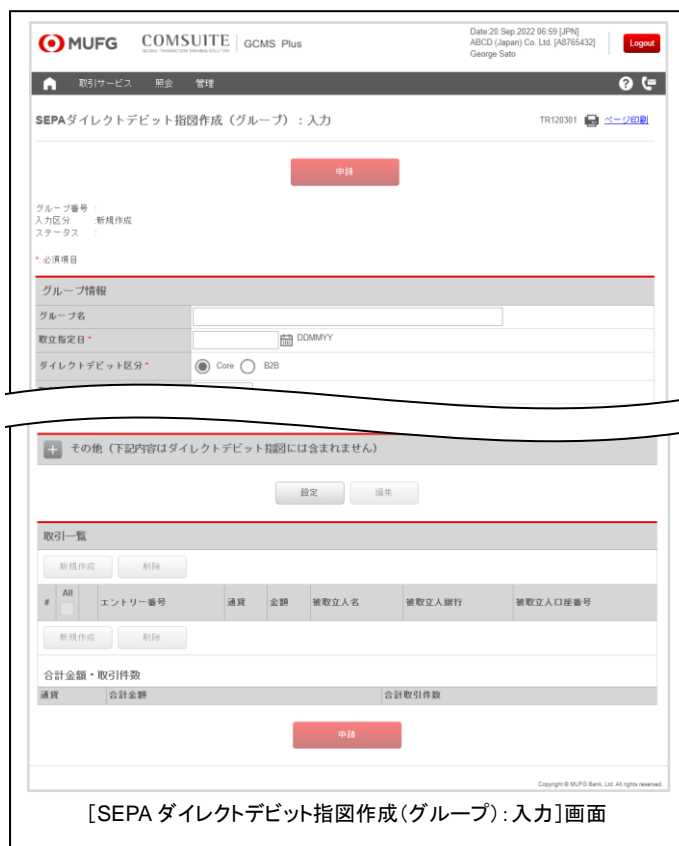 MUFG COMSUITE GCMS Plus
Date:20.Sep.2022 06:59 [JPN]
ABCD (Japan) Co. Ltd. [A8765432]
George Sato
Logout
取引サービス 照会 管理
SEPAダイレクトデビット指図作成（グループ）：入力 TR120301 ページ印刷
申請
グループ番号 :
入力区分 :新規作成
ステータス :
*:必須項目
グループ情報
グループ名
取立指定日* DDMMYY
ダイレクトデビット区分* Core B2B
その他（下記内容はダイレクトデビット指図には含まれません）
設定 編集
取引一覧
新規作成 削除
# All エントリー番号 通貨 金額 被取立人名 被取立人銀行 被取立人口座番号
新規作成 削除
合計金額・取引件数
通貨 合計金額 合計取引件数
申請
Copyright © MUFG Bank, Ltd. All rights reserved.
[SEPA ダイレクトデビット指図作成（グループ）：入力]画面